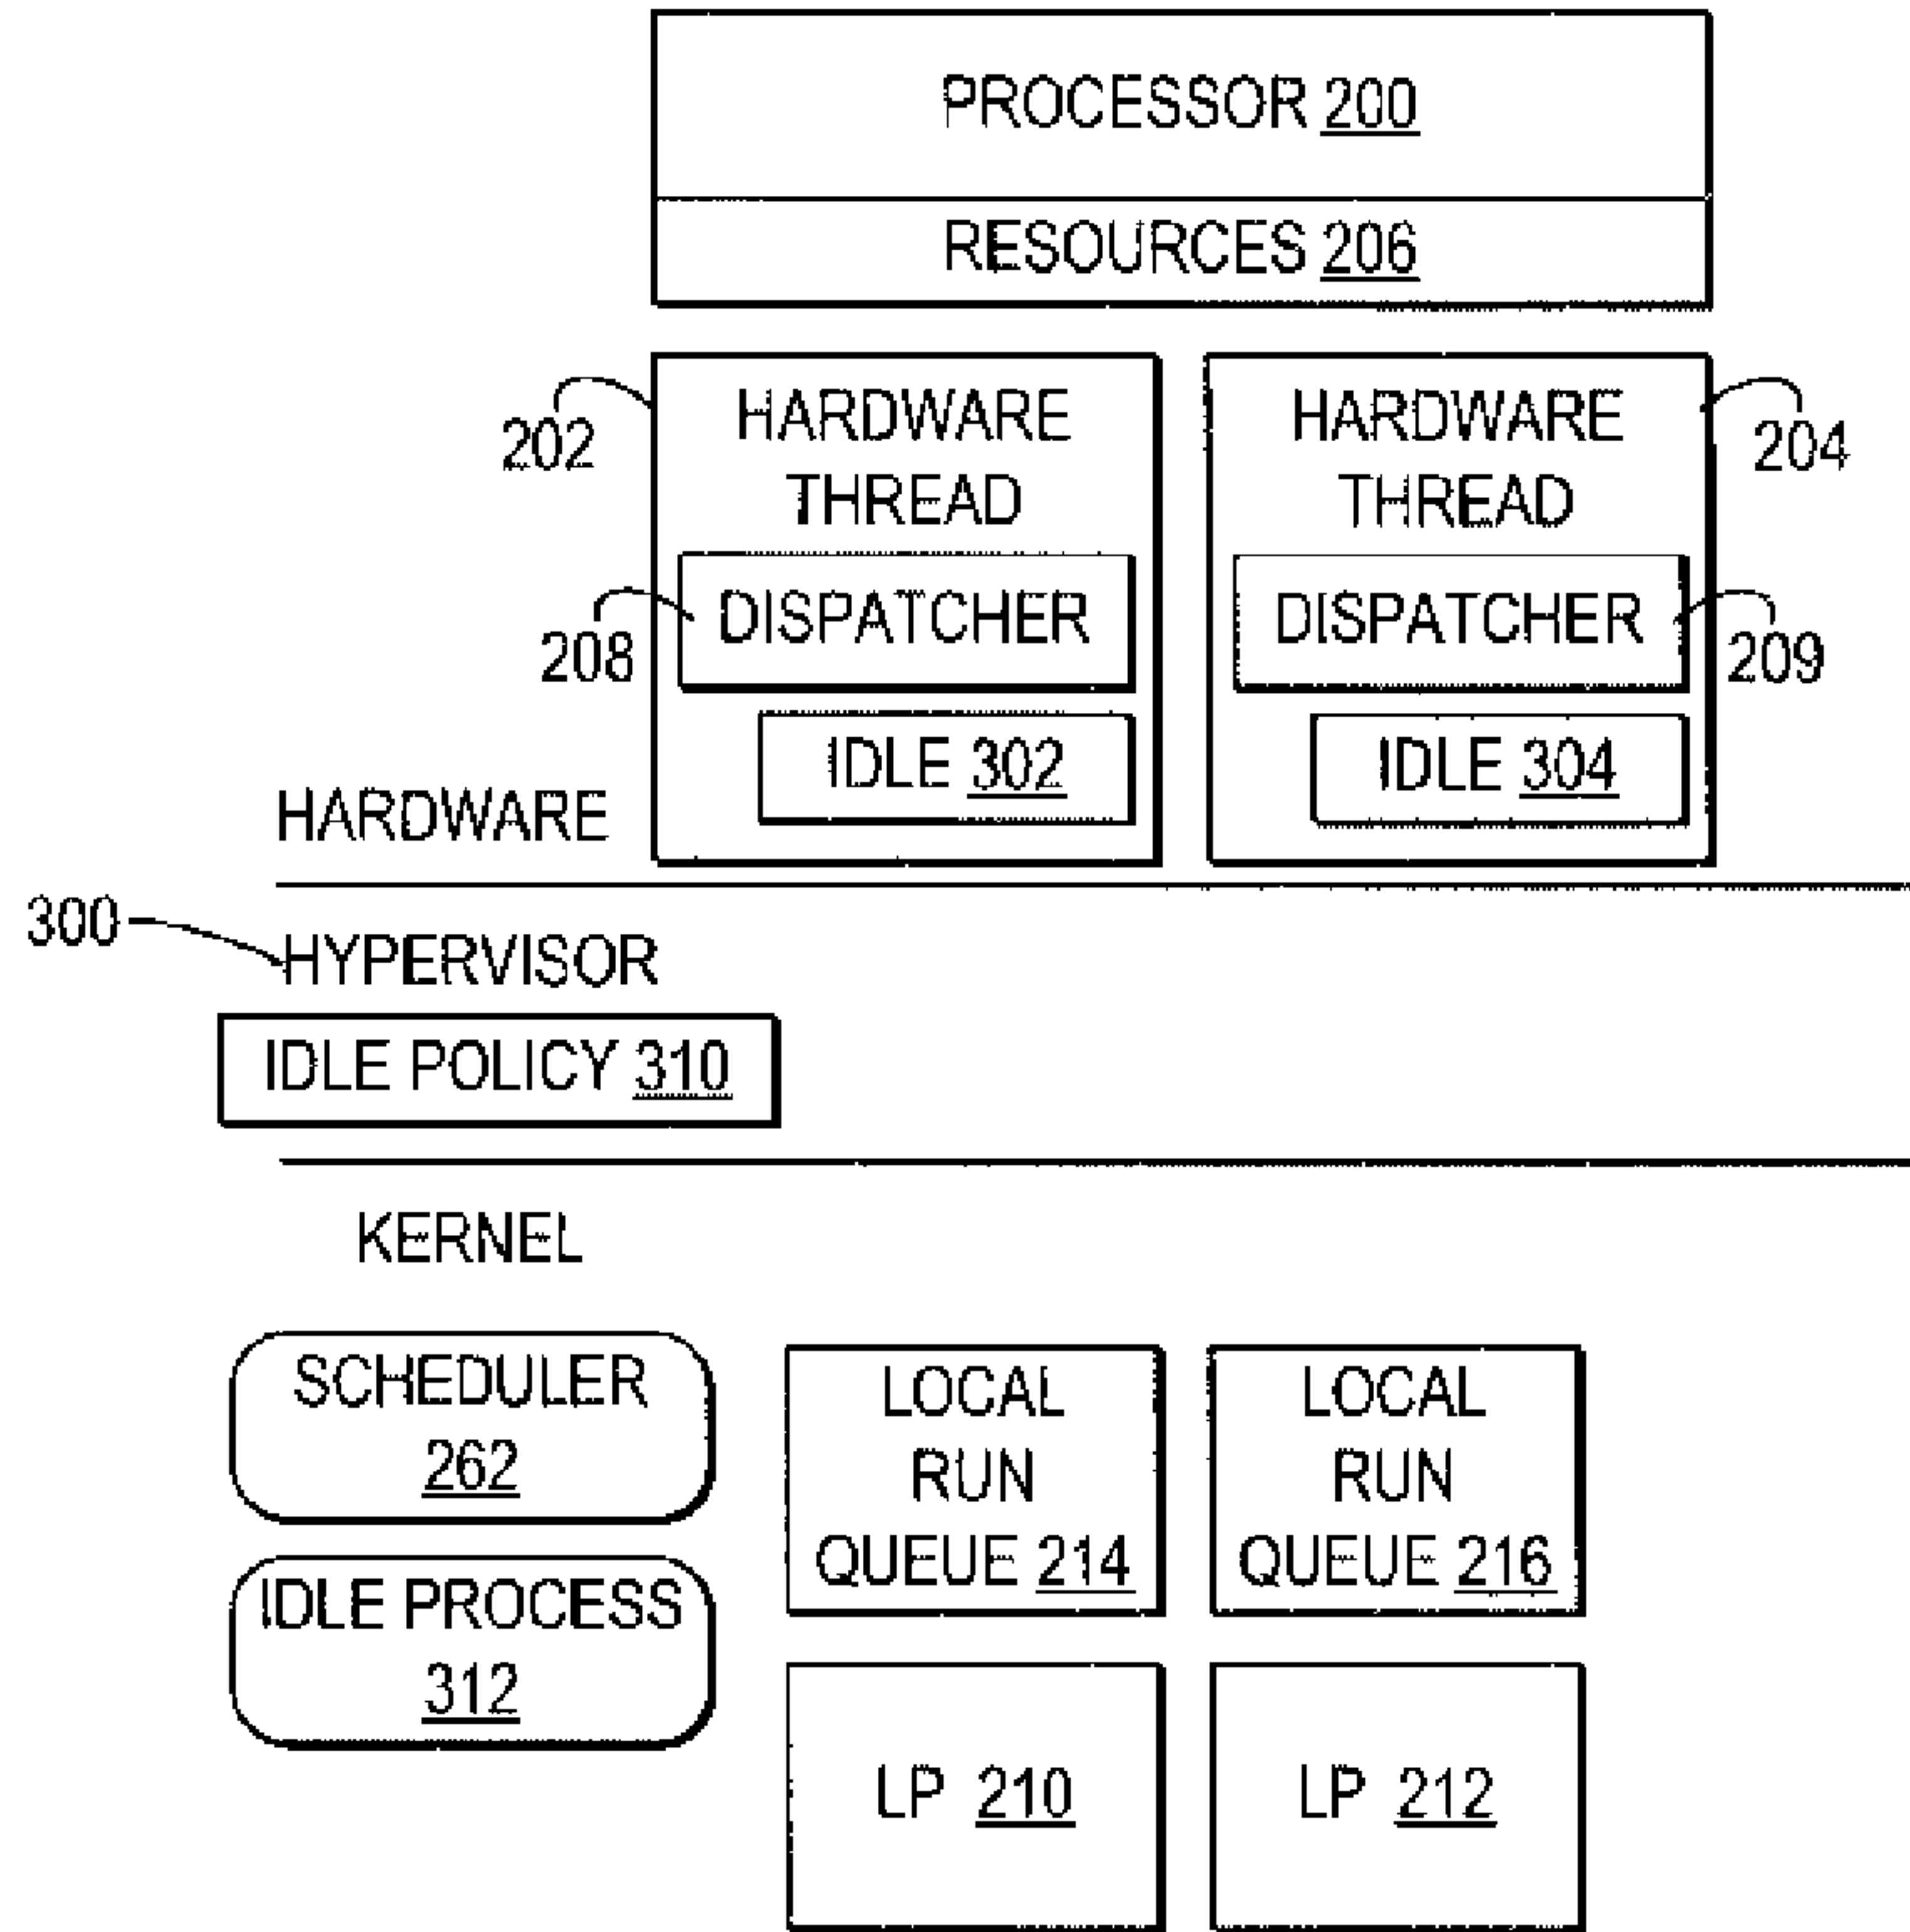 PROCESSOR 200
RESOURCES 206
202
HARDWARE
THREAD
HARDWARE
THREAD
204
208
DISPATCHER
DISPATCHER
209
IDLE 302
IDLE 304
HARDWARE
300
HYPERVISOR
IDLE POLICY 310
KERNEL
SCHEDULER
262
LOCAL
RUN
QUEUE 214
LOCAL
RUN
QUEUE 216
IDLE PROCESS
312
LP 210
LP 212